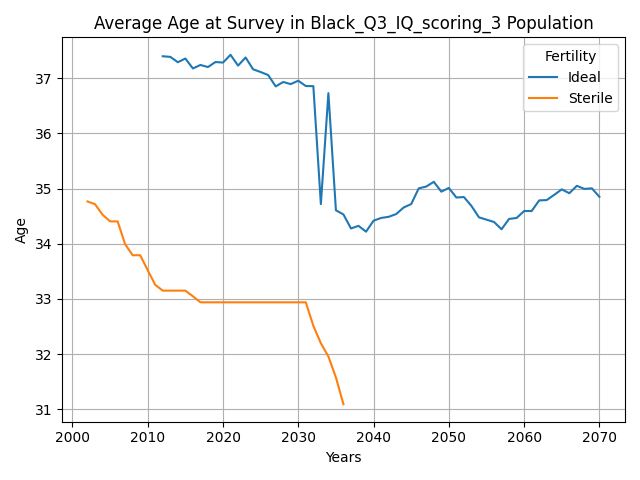 Average Age at Survey in Black_Q3_IQ_scoring_3 Population
Fertility
Ideal
Sterile
Age
37
36
35
34
33
32
31
2000 2010 2020 2030 2040 2050 2060 2070
Years